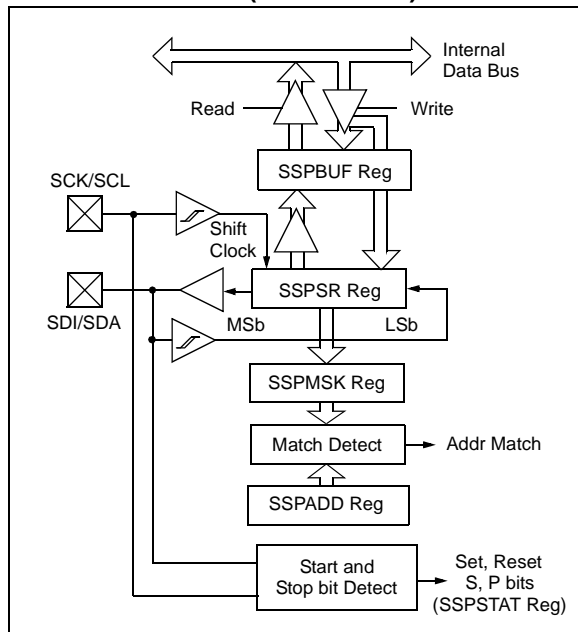 Internal
Data Bus
Read
Write
SSPBUF Reg
SCK/SCL
Shift
Clock
SSPSR Reg
MSb
LSb
SDI/SDA
SSPMSK Reg
Match Detect
Addr Match
SSPADD Reg
Start and
Stop bit Detect
Set, Reset
S, P bits
(SSPSTAT Reg)